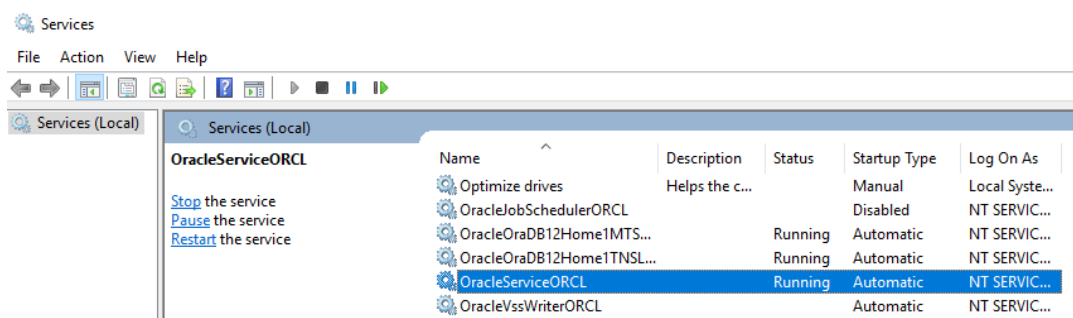 Services
File Action View Help
Services (Local)
Services (Local)
OracleServiceORCL
Stop the service
Pause the service
Restart the service
Name Description Status Startup Type Log On As
Optimize drives Helps the c... Manual Local Syste...
OracleJobSchedulerORCL Disabled NT SERVIC...
OracleOraDB12Home1MTS... Running Automatic NT SERVIC...
OracleOraDB12Home1TNSL... Running Automatic NT SERVIC...
OracleServiceORCL Running Automatic NT SERVIC...
OracleVssWriterORCL Automatic NT SERVIC...